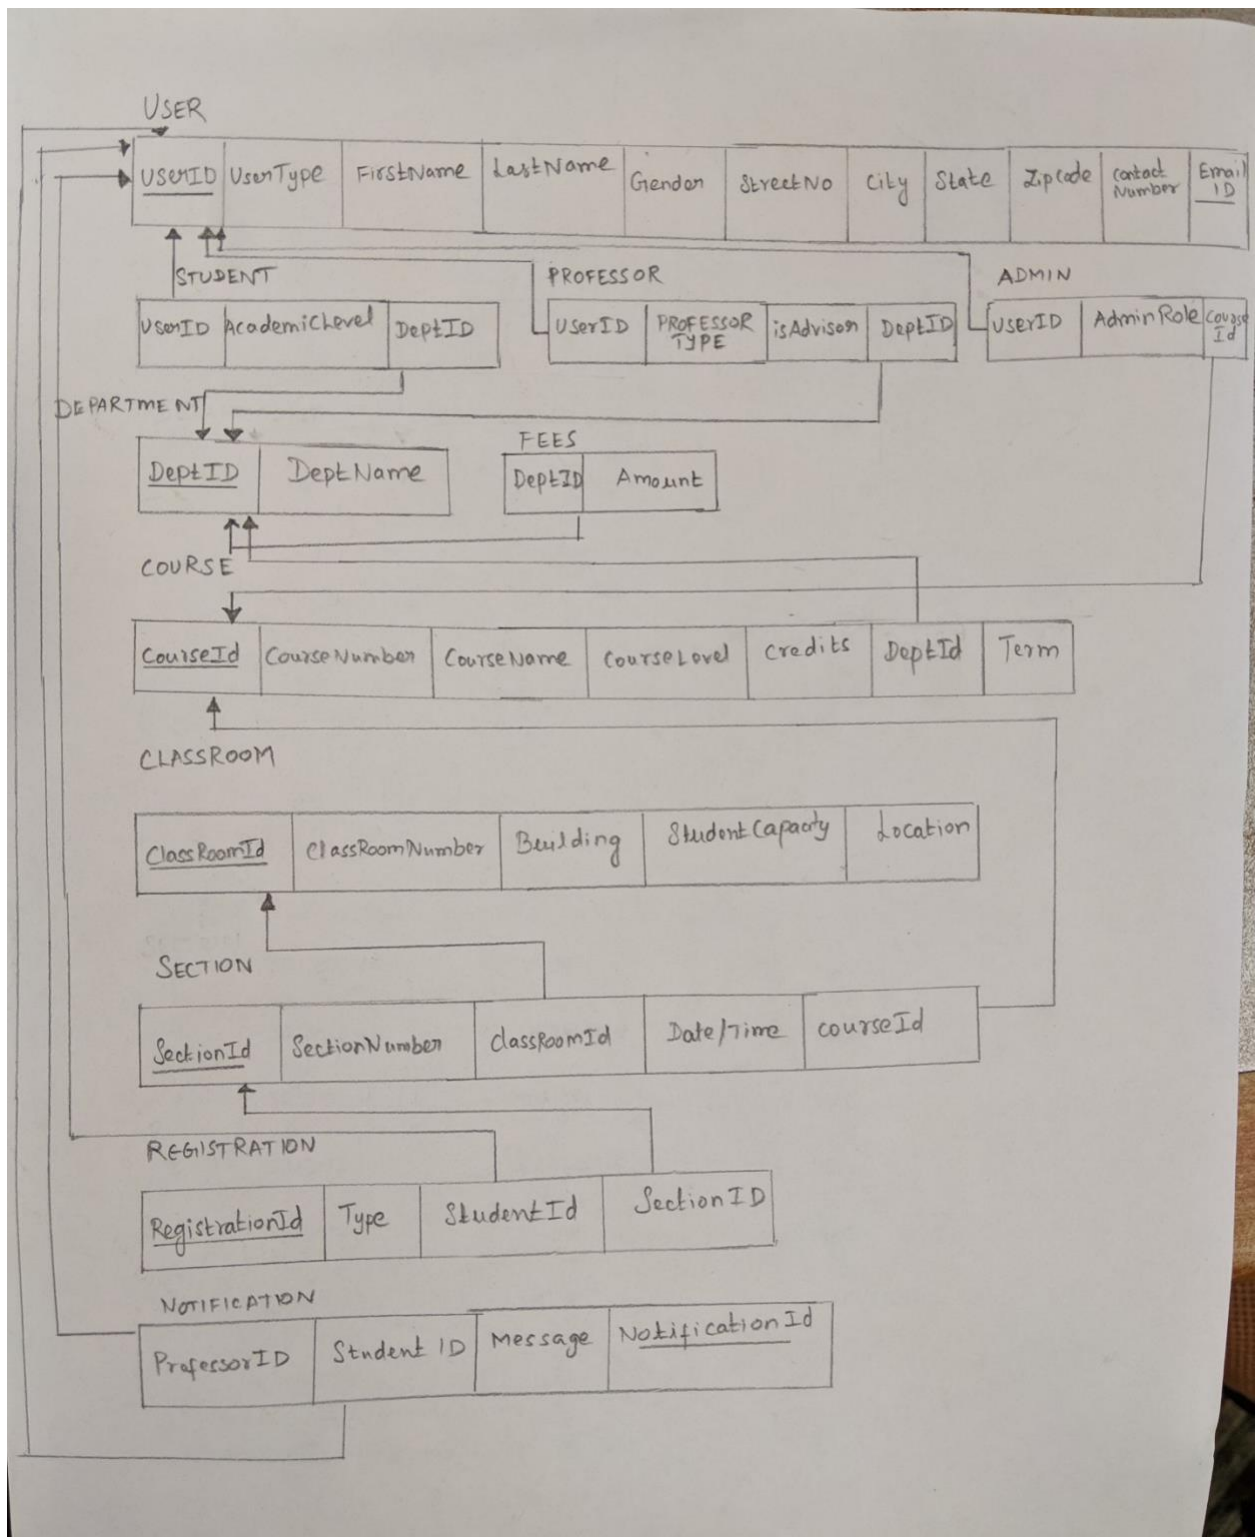 USER
UserID UserType FirstName LastName Gender StreetNo City State Zipcode Contact Number Email ID
STUDENT PROFESSOR ADMIN
UserID AcademicLevel DeptID UserID PROFESSOR TYPE isAdvisor DeptID UserID AdminRole Course Id
DEPARTMENT
FEES
DeptID DeptName DeptID Amount
COURSE
CourseId CourseNumber CourseName CourseLevel Credits DeptId Term
CLASSROOM
ClassRoomId ClassRoomNumber Building StudentCapacity Location
SECTION
SectionId SectionNumber ClassRoomId Date/Time courseId
REGISTRATION
RegistrationId Type StudentId SectionID
NOTIFICATION
ProfessorID Student ID Message NotificationId